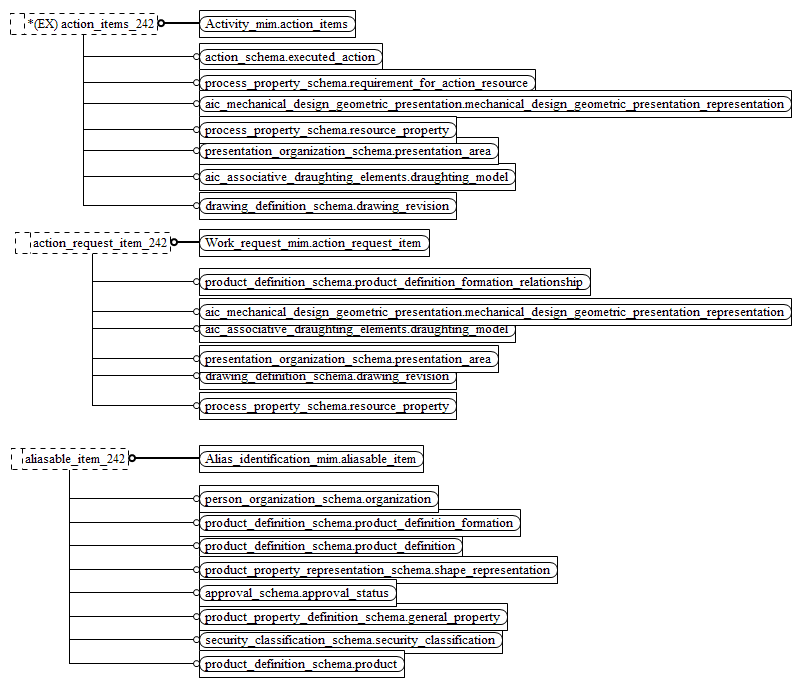 *(EX) action_items_242
Activity_mim.action_items
action_schema.executed_action
process_property_schema.requirement_for_action_resource
aic_mechanical_design_geometric_presentation.mechanical_design_geometric_presentation_representation
process_property_schema.resource_property
presentation_organization_schema.presentation_area
aic_associative_draughting_elements.draughting_model
drawing_definition_schema.drawing_revision
action_request_item_242
Work_request_mim.action_request_item
product_definition_schema.product_definition_formation_relationship
aic_mechanical_design_geometric_presentation.mechanical_design_geometric_presentation_representation
aic_associative_draughting_elements.draughting_model
presentation_organization_schema.presentation_area
drawing_definition_schema.drawing_revision
process_property_schema.resource_property
aliasable_item_242
Alias_identification_mim.aliasable_item
person_organization_schema.organization
product_definition_schema.product_definition_formation
product_definition_schema.product_definition
product_property_representation_schema.shape_representation
approval_schema.approval_status
product_property_definition_schema.general_property
security_classification_schema.security_classification
product_definition_schema.product